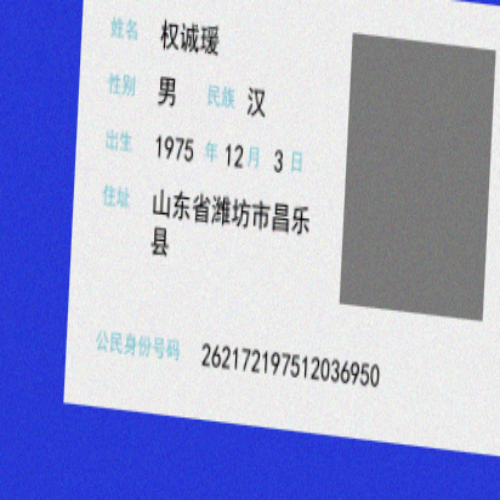 姓名 权诚瑗
性别 男 民族 汉
出生 1975 年 12 月 3 日
住址 山东省潍坊市昌乐
县
公民身份号码 262172197512036950